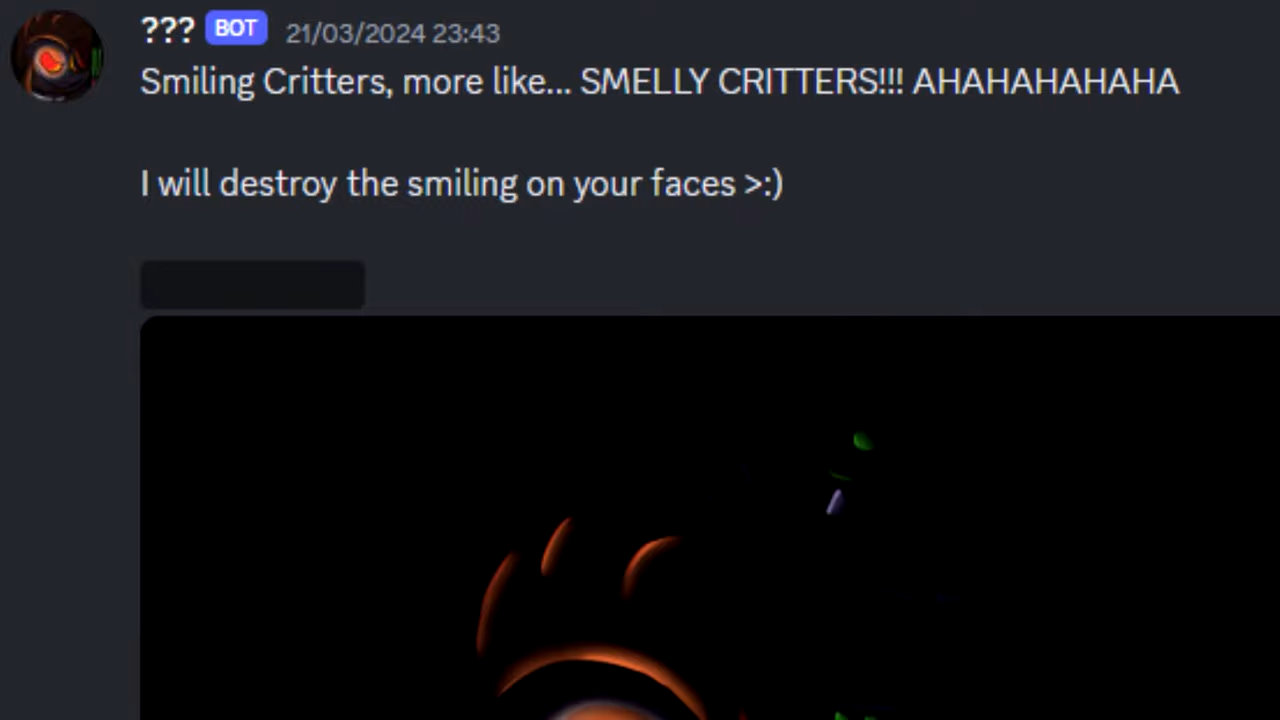 ??? BOT 21/03/2024 23:43
Smiling Critters, more like... SMELLY CRITTERS!!! AHAHAHAHAHA
I will destroy the smiling on your faces >:)